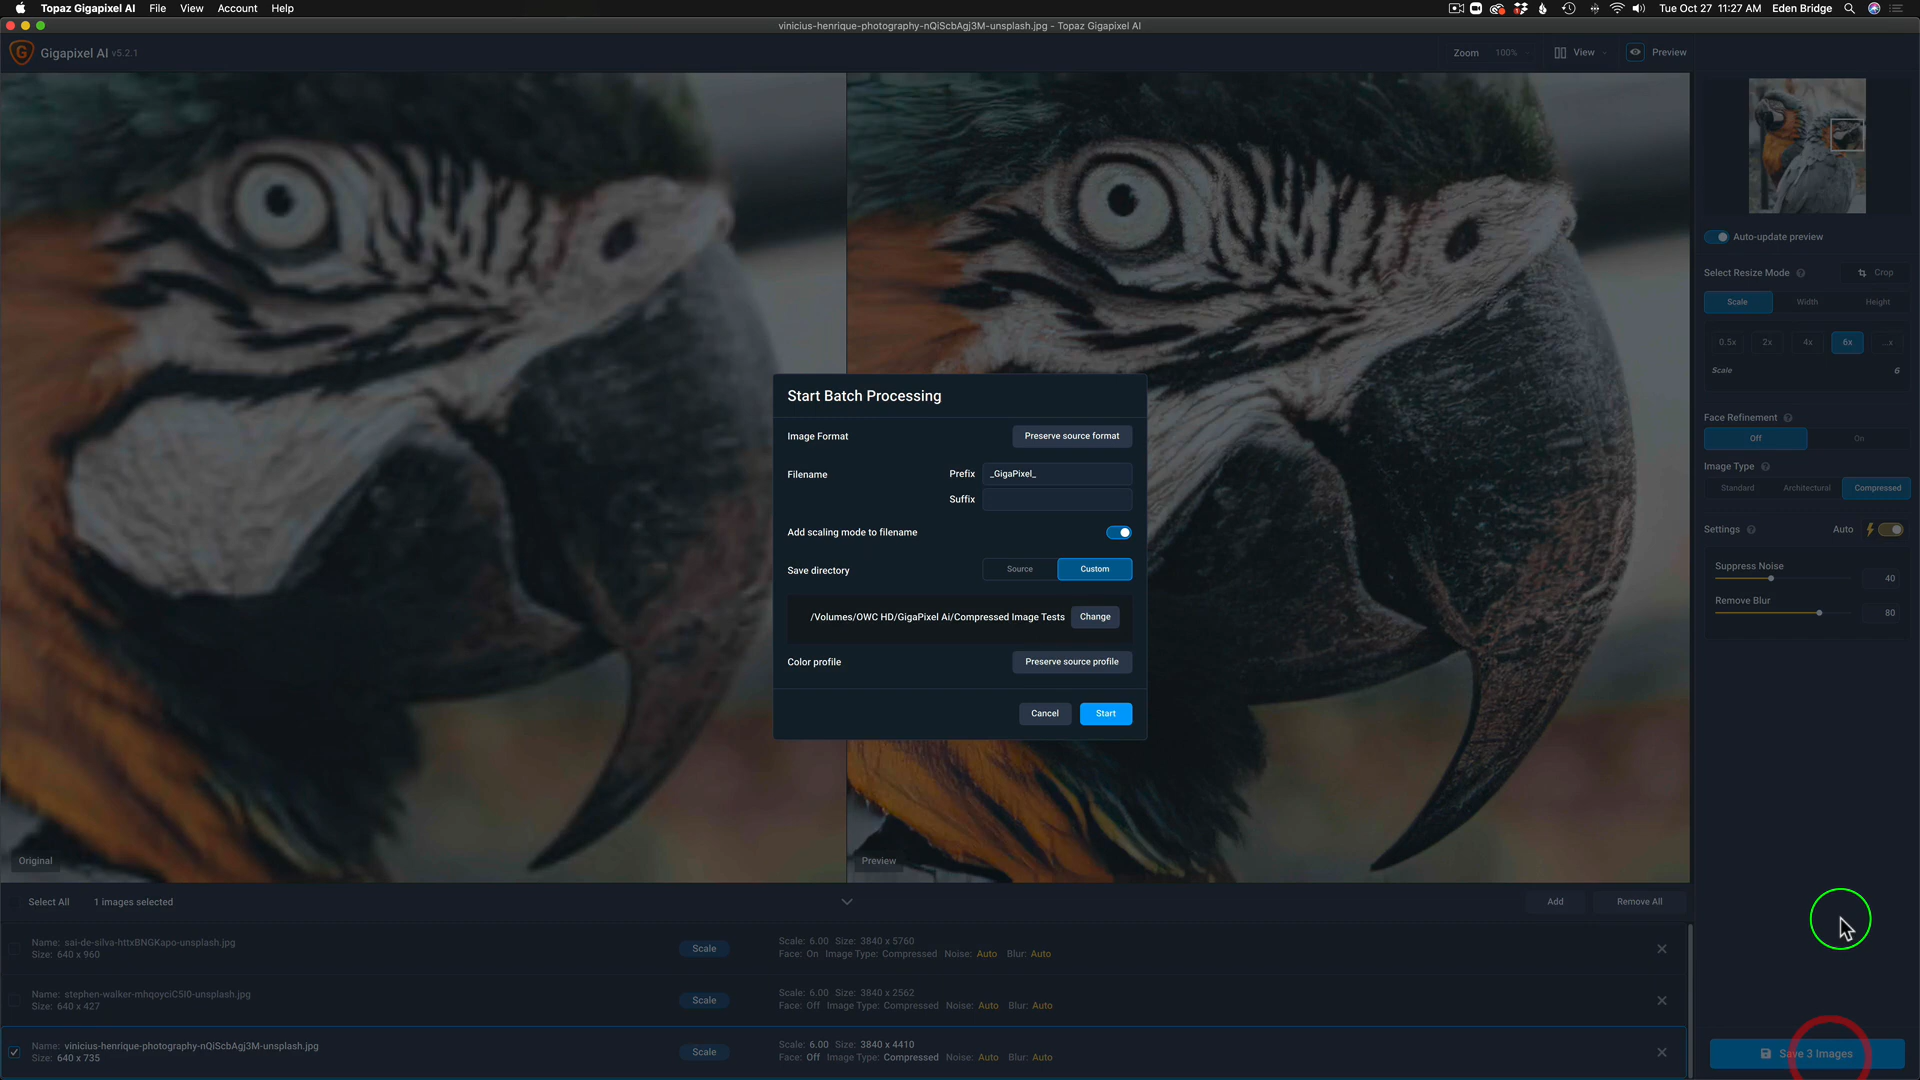 Topaz Gigapixel AI File View Account Help Tue Oct 27 11:27 AM Eden Bridge
vinicius-henrique-photography-nQiScbAgj3M-unsplash.jpg - Topaz Gigapixel AI
G Gigapixel AI v5.2.1 Zoom 100% View Preview
Auto-update preview
Select Resize Mode ? Crop
Scale Width Height
0.5x 2x 4x 6x ...x
Scale 6
Face Refinement ?
Off On
Image Type ?
Standard Architectural Compressed
Settings ? Auto
Suppress Noise
40
Remove Blur
80
Start Batch Processing
Image Format Preserve source format
Filename Prefix _GigaPixel_
Suffix
Add scaling mode to filename
Save directory Source Custom
/Volumes/OWC HD/GigaPixel Ai/Compressed Image Tests Change
Color profile Preserve source profile
Cancel Start
Original Preview
Select All 1 images selected Add Remove All
Name: sai-de-silva-httxBNGKapo-unsplash.jpg
Size: 640 x 960
Scale
Scale: 6.00 Size: 3840 x 5760
Face: On Image Type: Compressed Noise: Auto Blur: Auto
Name: stephen-walker-mhqoyciC5I0-unsplash.jpg
Size: 640 x 427
Scale
Scale: 6.00 Size: 3840 x 2562
Face: Off Image Type: Compressed Noise: Auto Blur: Auto
Name: vinicius-henrique-photography-nQiScbAgj3M-unsplash.jpg
Size: 640 x 735
Scale
Scale: 6.00 Size: 3840 x 4410
Face: Off Image Type: Compressed Noise: Auto Blur: Auto
Save 3 Images